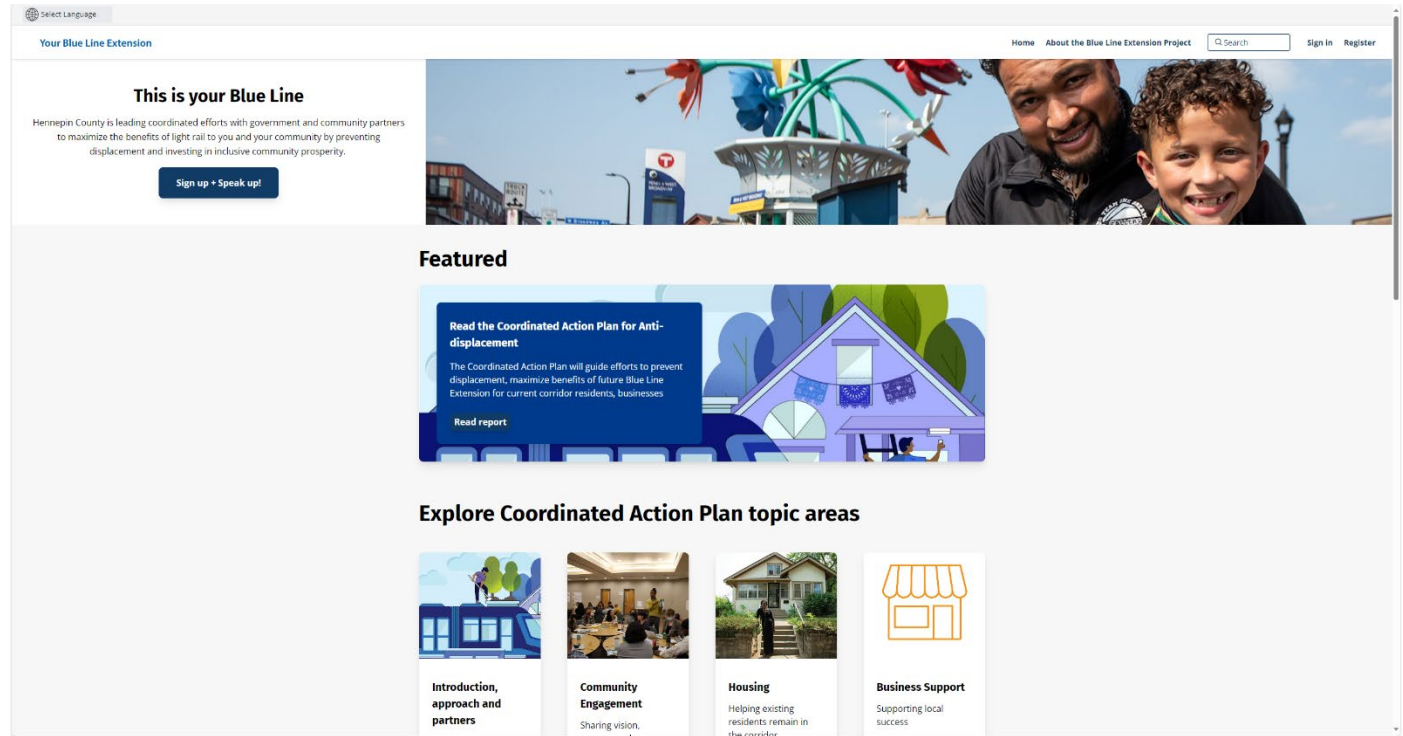 Select Language
Your Blue Line Extension
Home About the Blue Line Extension Project Search Sign in Register
This is your Blue Line
Hennepin County is leading coordinated efforts with government and community partners
to maximize the benefits of light rail to you and your community by preventing
displacement and investing in inclusive community prosperity.
Sign up + Speak up!
TRUCK
ROUTE
Featured
Read the Coordinated Action Plan for Anti-
displacement
The Coordinated Action Plan will guide efforts to prevent
displacement, maximize benefits of future Blue Line
Extension for current corridor residents, businesses
Read report
Explore Coordinated Action Plan topic areas
Introduction,
approach and
partners
Community
Engagement
Sharing vision,
Housing
Helping existing
residents remain in
the corridor
Business Support
Supporting local
success